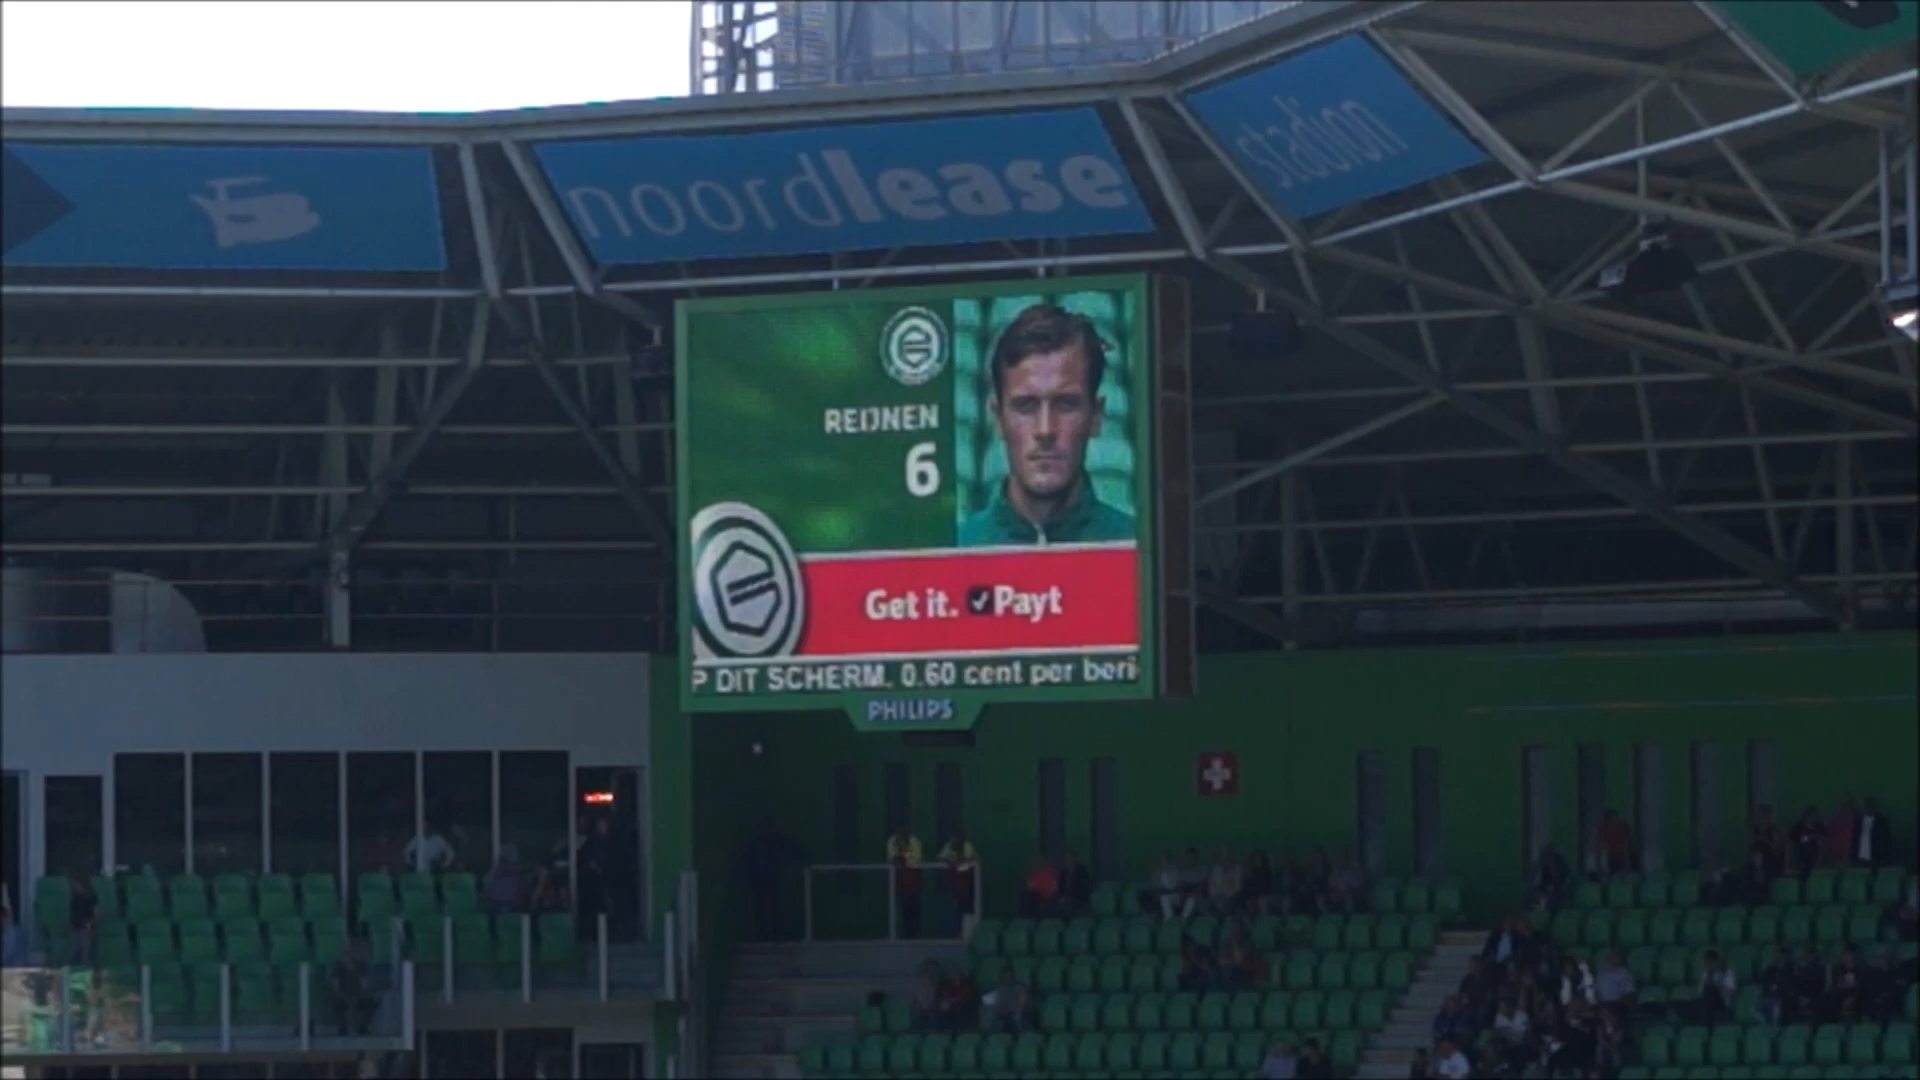 noordlease
stadion
REIJNEN
6
Get it. Payt
P DIT SCHERM. 0.60 cent per beri
PHILIPS